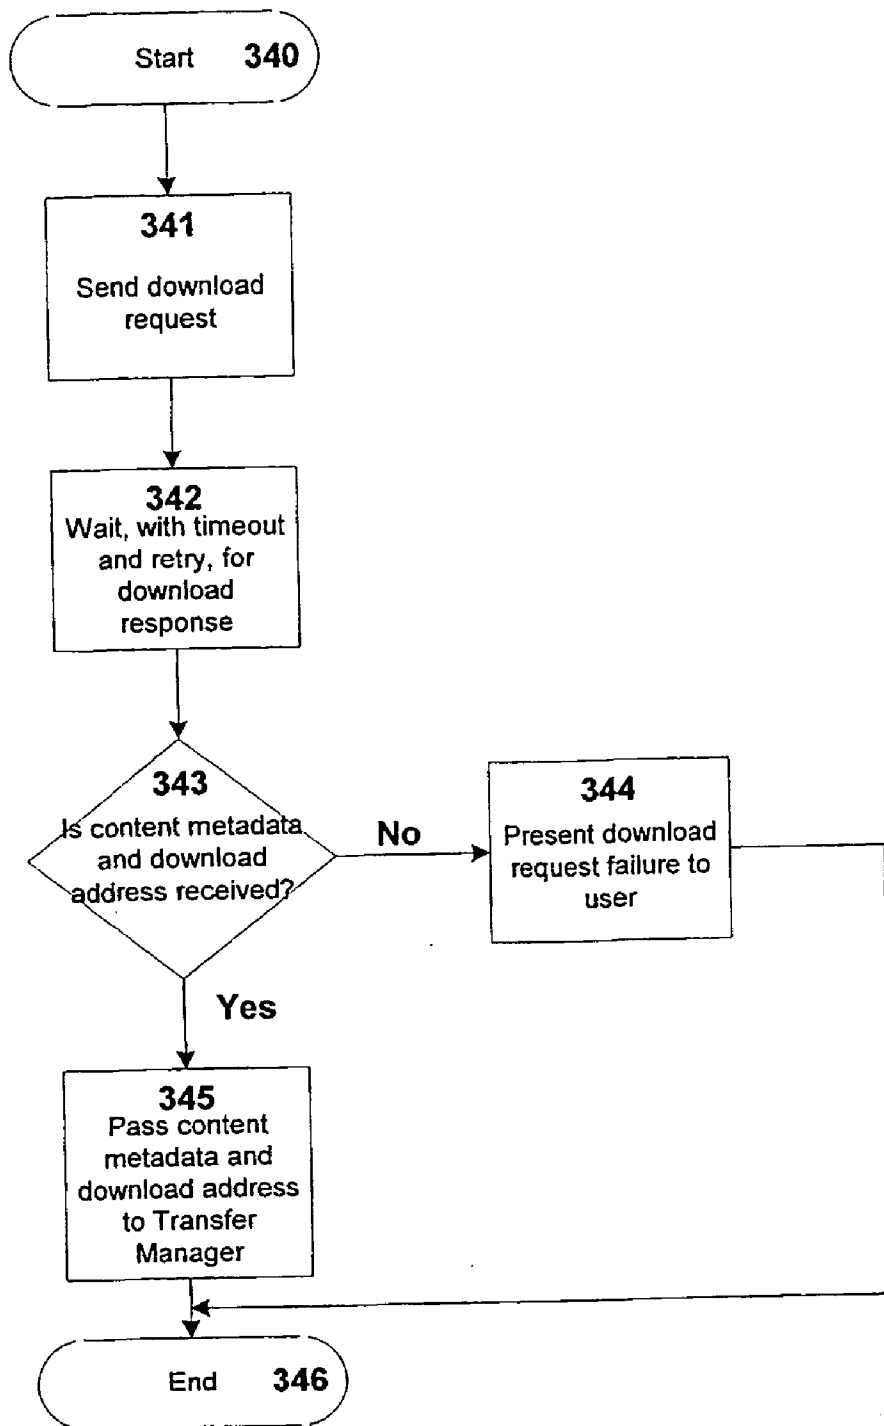 Start 340
341
Send download
request
342
Wait, with timeout
and retry, for
download
response
343
Is content metadata
and download
address received?
No
344
Present download
request failure to
user
Yes
345
Pass content
metadata and
download address
to Transfer
Manager
End 346